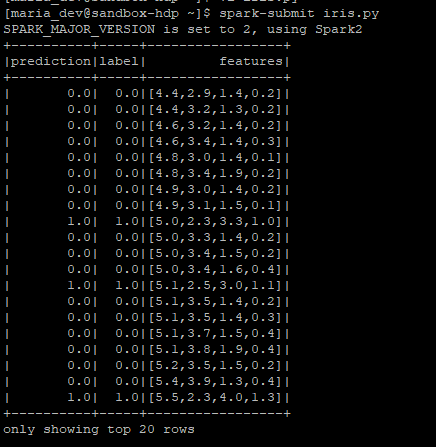 [maria_dev@sandbox-hdp ~]$ spark-submit iris.py
SPARK_MAJOR_VERSION is set to 2, using Spark2
+----------+-----+-----------------+
|prediction|label|         features|
+----------+-----+-----------------+
|       0.0|  0.0|[4.4,2.9,1.4,0.2]|
|       0.0|  0.0|[4.4,3.2,1.3,0.2]|
|       0.0|  0.0|[4.6,3.2,1.4,0.2]|
|       0.0|  0.0|[4.6,3.4,1.4,0.3]|
|       0.0|  0.0|[4.8,3.0,1.4,0.1]|
|       0.0|  0.0|[4.8,3.4,1.9,0.2]|
|       0.0|  0.0|[4.9,3.0,1.4,0.2]|
|       0.0|  0.0|[4.9,3.1,1.5,0.1]|
|       1.0|  1.0|[5.0,2.3,3.3,1.0]|
|       0.0|  0.0|[5.0,3.3,1.4,0.2]|
|       0.0|  0.0|[5.0,3.4,1.5,0.2]|
|       0.0|  0.0|[5.0,3.4,1.6,0.4]|
|       1.0|  1.0|[5.1,2.5,3.0,1.1]|
|       0.0|  0.0|[5.1,3.5,1.4,0.2]|
|       0.0|  0.0|[5.1,3.5,1.4,0.3]|
|       0.0|  0.0|[5.1,3.7,1.5,0.4]|
|       0.0|  0.0|[5.1,3.8,1.9,0.4]|
|       0.0|  0.0|[5.2,3.5,1.5,0.2]|
|       0.0|  0.0|[5.4,3.9,1.3,0.4]|
|       1.0|  1.0|[5.5,2.3,4.0,1.3]|
+----------+-----+-----------------+
only showing top 20 rows